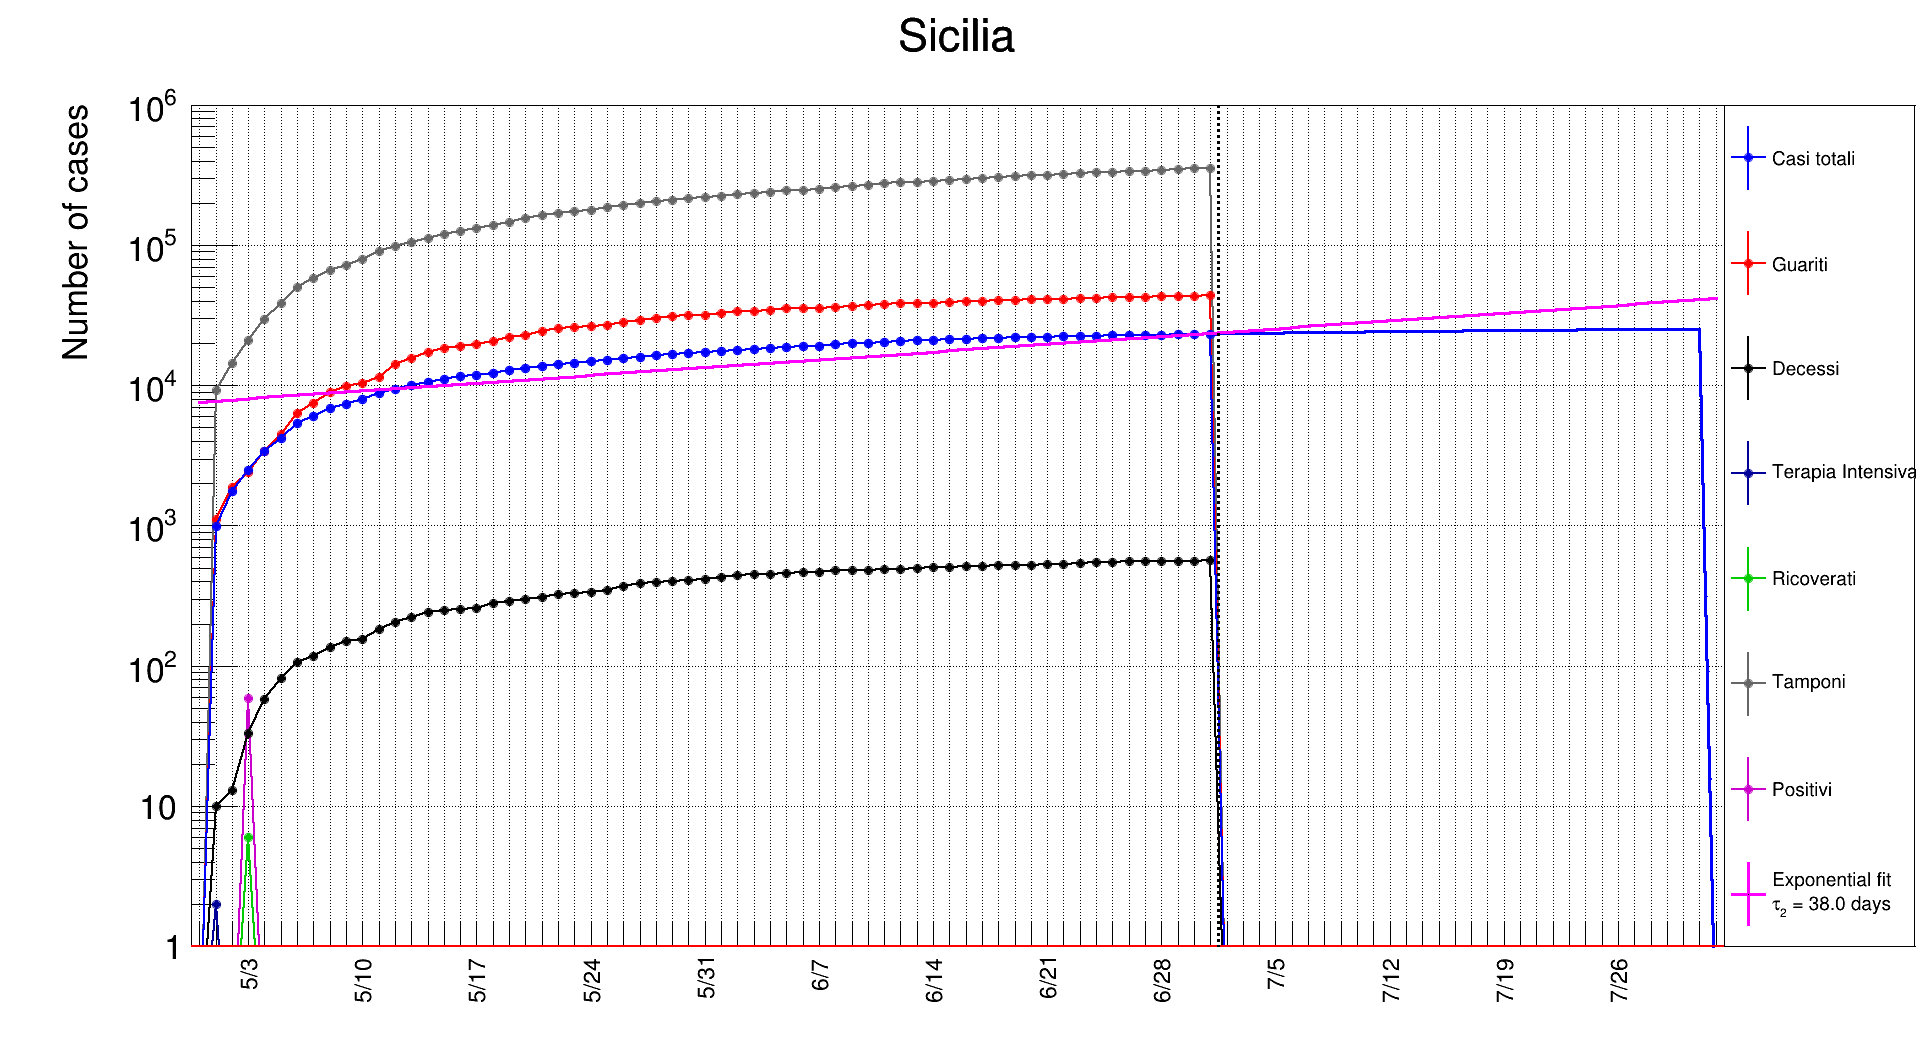 Sicilia
Number of cases
10^6
10^5
10^4
10^3
10^2
10
1
5/3
5/10
5/17
5/24
5/31
6/7
6/14
6/21
6/28
7/5
7/12
7/19
7/26
Casi totali
Guariti
Decessi
Terapia Intensiva
Ricoverati
Tamponi
Positivi
Exponential fit
τ₂ = 38.0 days